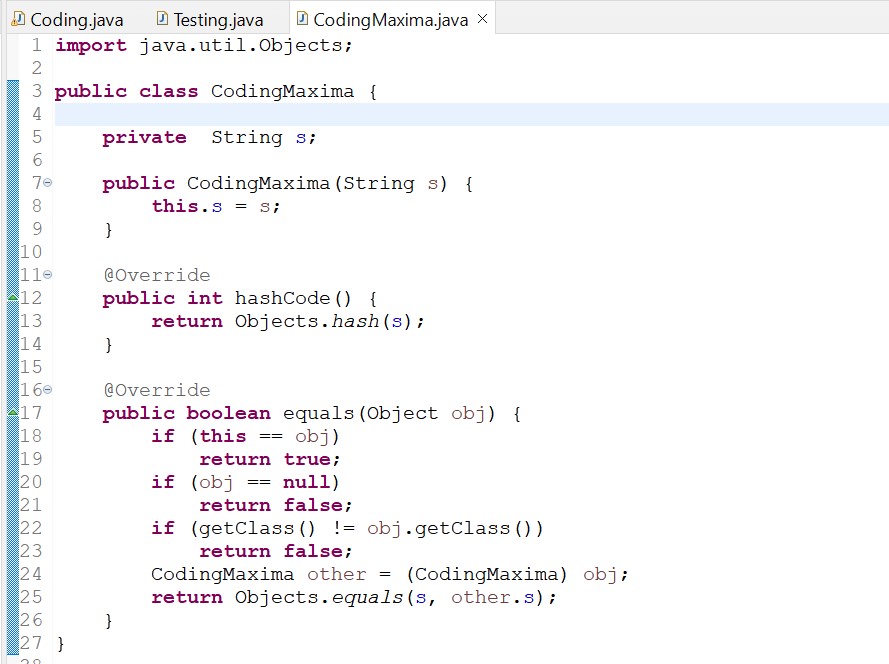 Coding.java Testing.java CodingMaxima.java
1 import java.util.Objects;
2
3 public class CodingMaxima {
4
5     private  String s;
6
7     public CodingMaxima(String s) {
8         this.s = s;
9     }
10
11     @Override
12     public int hashCode() {
13         return Objects.hash(s);
14     }
15
16     @Override
17     public boolean equals(Object obj) {
18         if (this == obj)
19             return true;
20         if (obj == null)
21             return false;
22         if (getClass() != obj.getClass())
23             return false;
24         CodingMaxima other = (CodingMaxima) obj;
25         return Objects.equals(s, other.s);
26     }
27 }
28